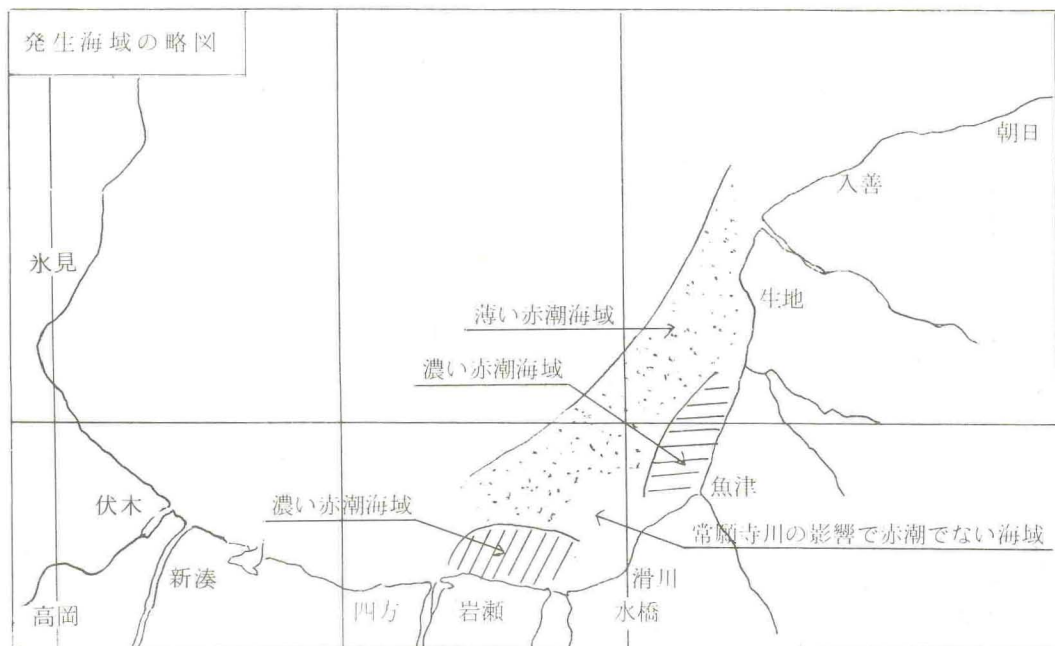 発生海域の略図
朝日
入善
氷見
生地
薄い赤潮海域
濃い赤潮海域
魚津
伏木
濃い赤潮海域
常願寺川の影響で赤潮でない海域
新湊
滑川
高岡
四方
岩瀬
水橋